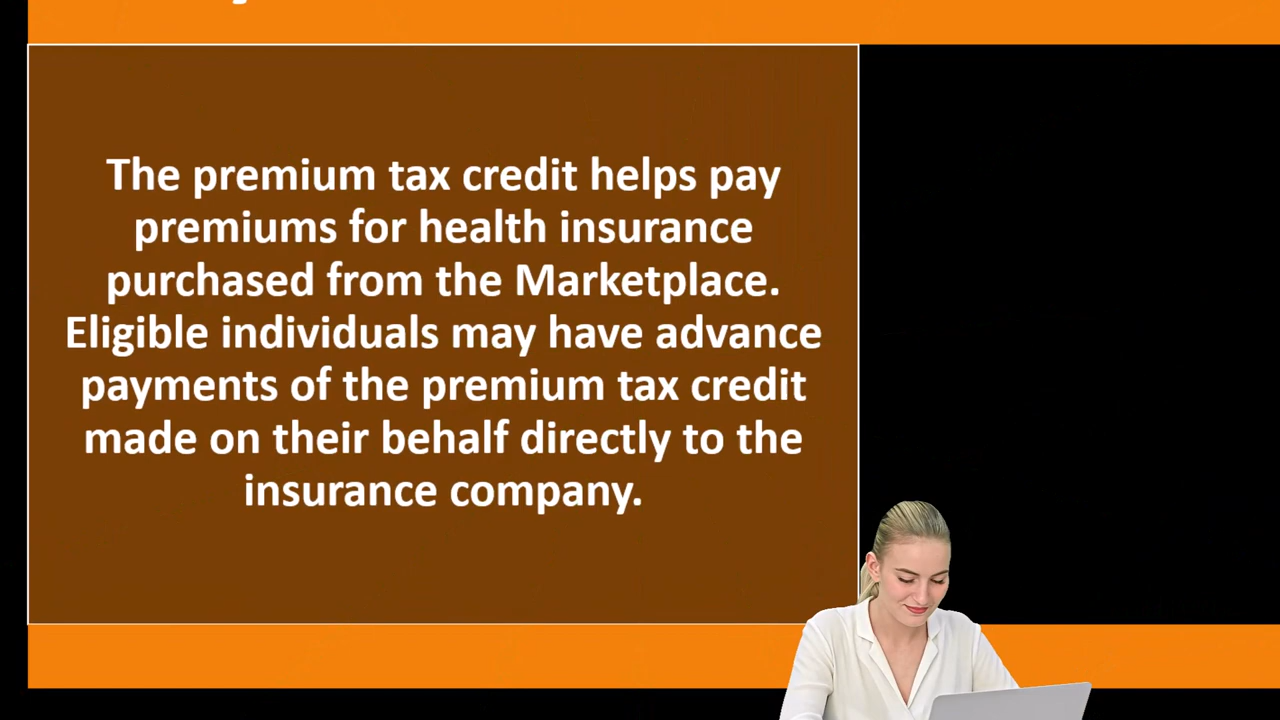 The premium tax credit helps pay
premiums for health insurance
purchased from the Marketplace.
Eligible individuals may have advance
payments of the premium tax credit
made on their behalf directly to the
insurance company.